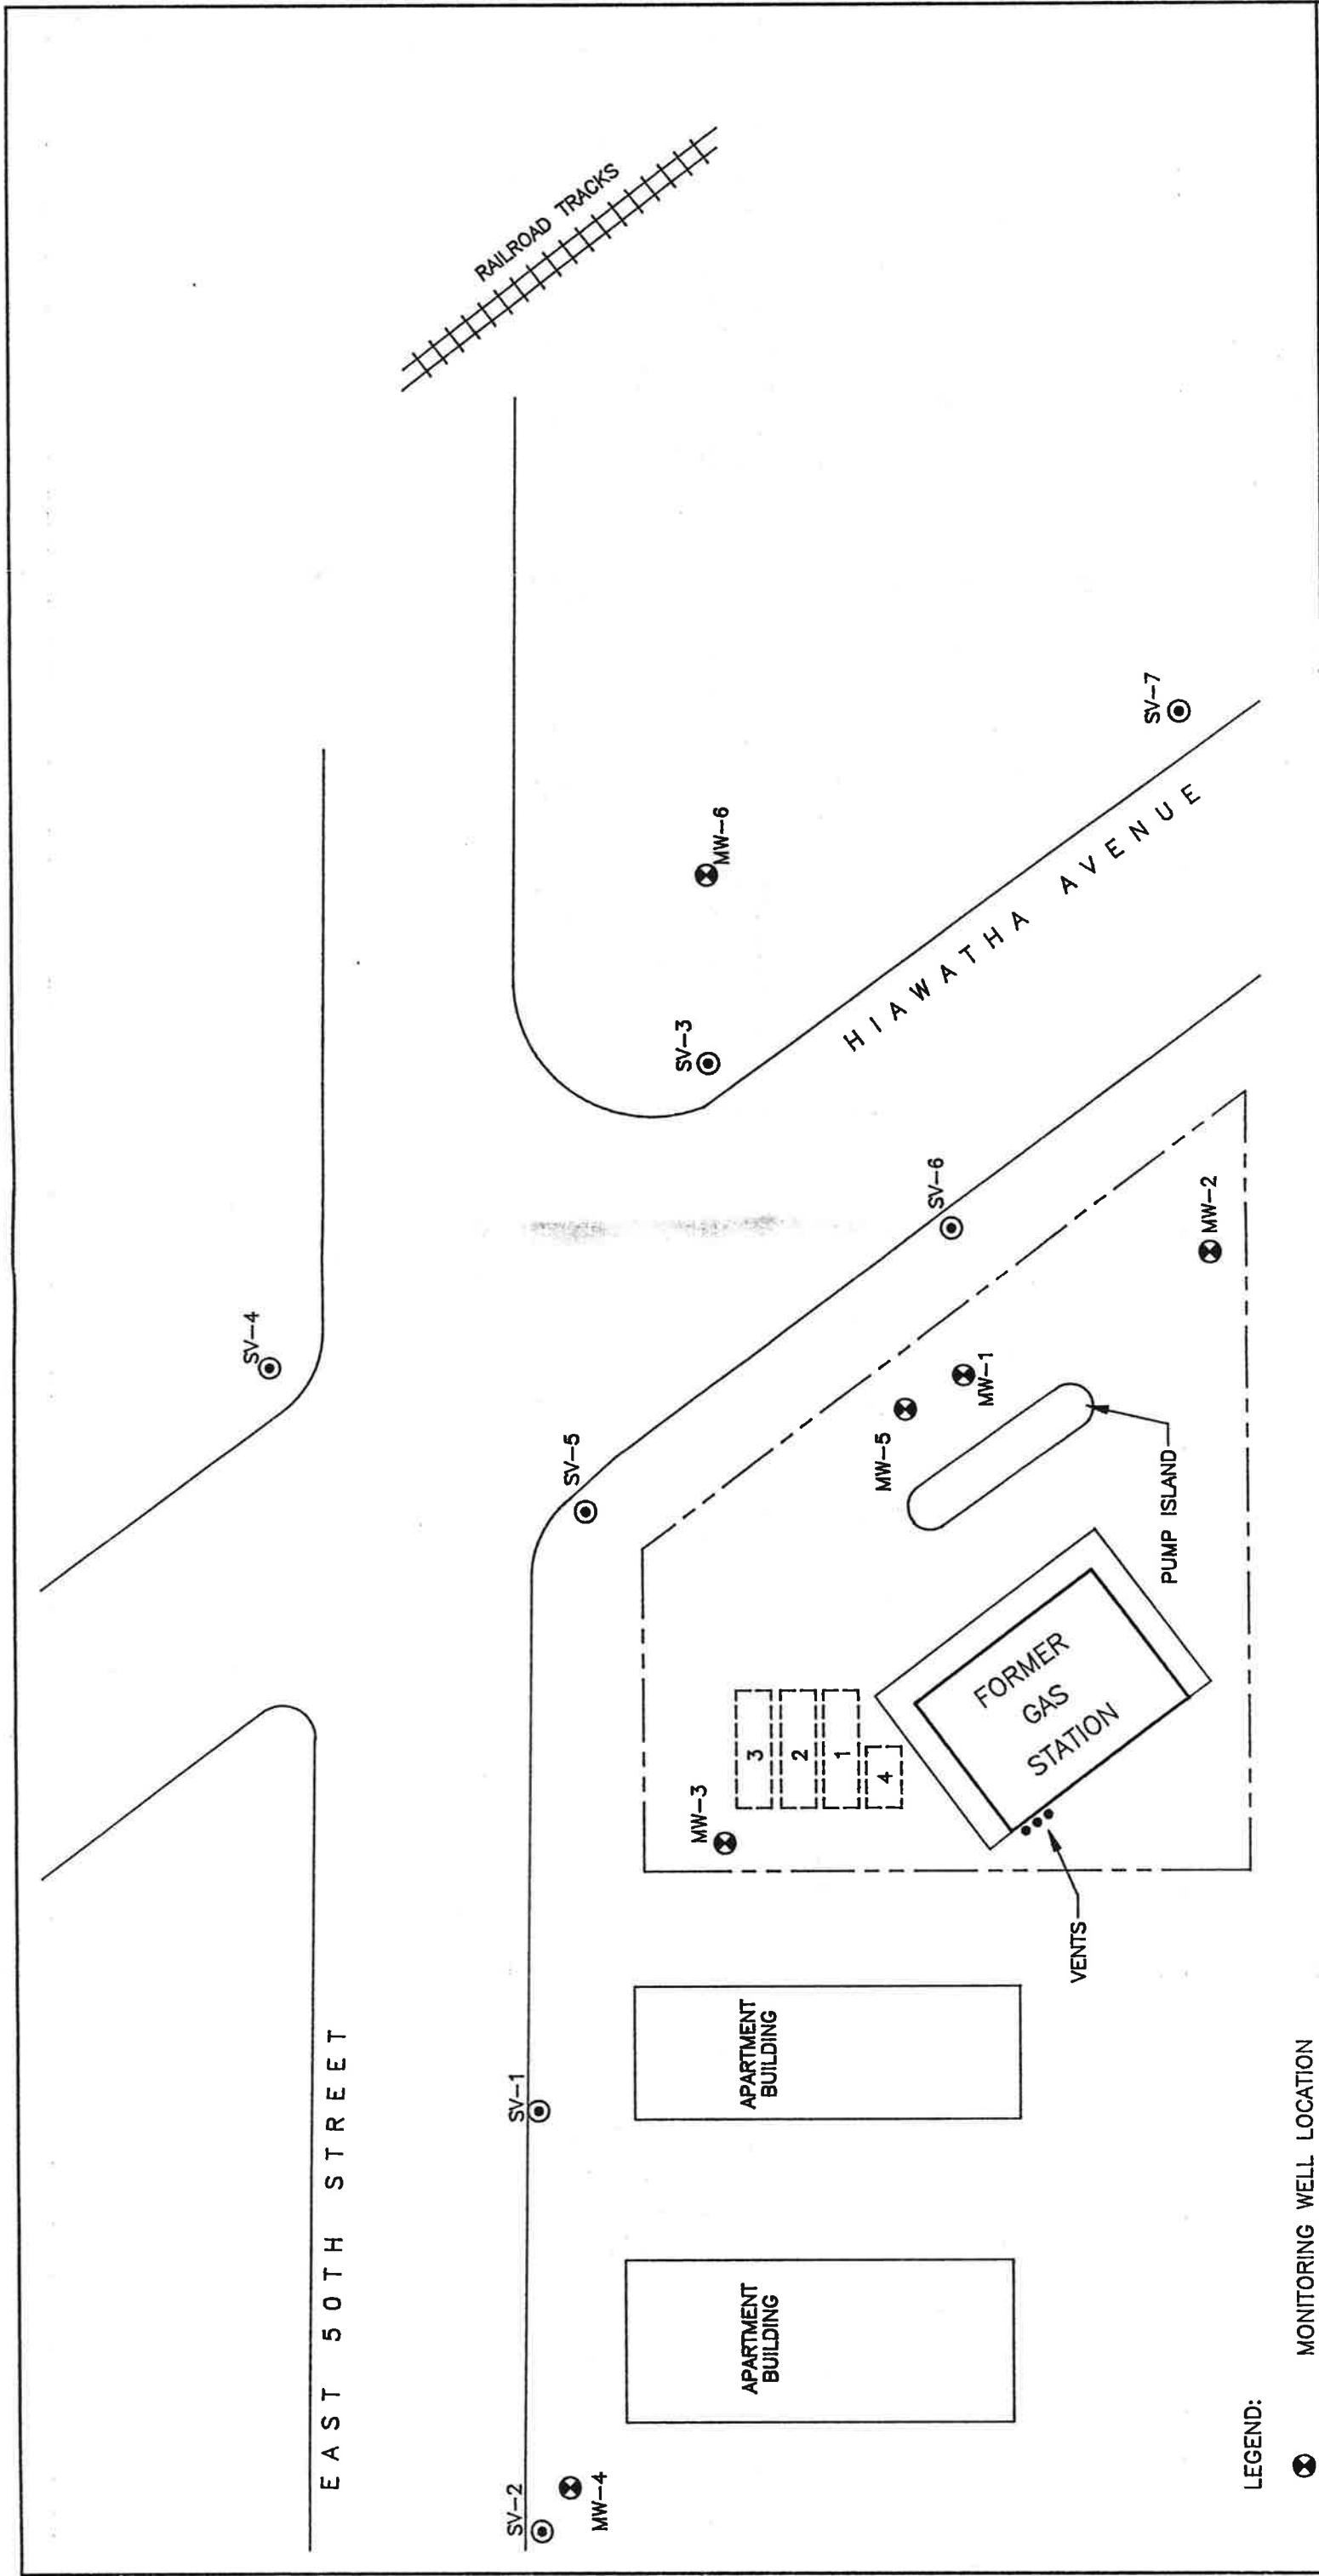 EAST 50TH STREET
RAILROAD TRACKS
SV-4
SV-2
MW-4
SV-1
SV-5
SV-3
MW-6
HIAWATHA AVENUE
SV-7
SV-6
MW-3
3
2
1
4
MW-5
MW-1
MW-2
APARTMENT
BUILDING
APARTMENT
BUILDING
FORMER
GAS
STATION
VENTS
PUMP ISLAND
LEGEND:
MONITORING WELL LOCATION